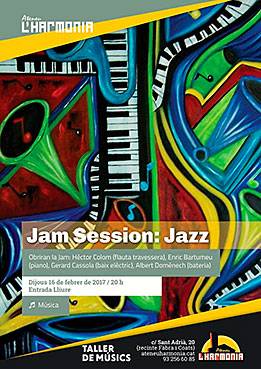 Ateneu
L'HARMONIA
Jam Session: Jazz
Obriran la Jam: Hèctor Colom (flauta travessera), Enric Bartumeu
(piano), Gerard Cassola (baix elèctric), Albert Domènech (bateria)
Dijous 16 de febrer de 2017 / 20 h
Entrada Lliure
Música
TALLER
DE MÚSICS
c/ Sant Adrià, 20
(recinte Fabra i Coats)
ateneuharmonia.cat
93 256 60 85
Ateneu
L'HARMONIA